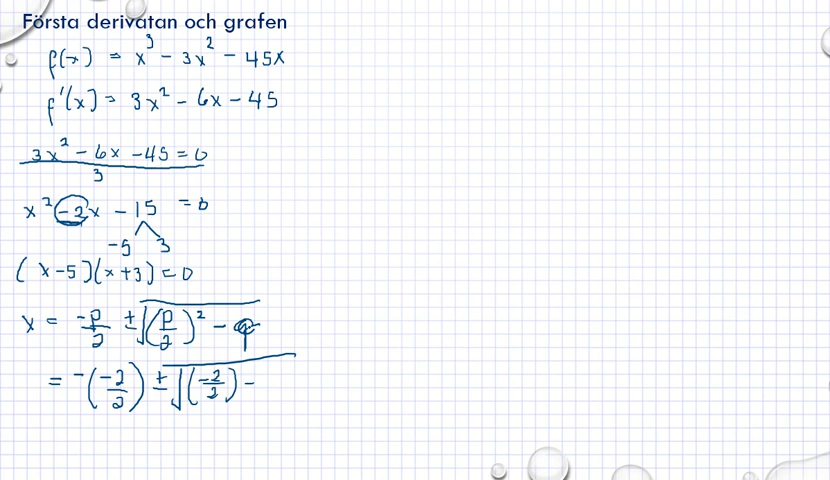 Första derivatan och grafen
f(x) = x³ - 3x² - 45x
f'(x) = 3x² - 6x - 45
3x² - 6x - 45 = 0
3
x² - 2x - 15 = 0
-5 3
(x-5)(x+3) = 0
x = -p/2 ± √((p/2)² - q
= -(-2/2) ± √((-2/2) -